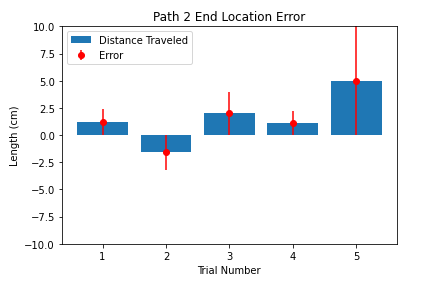 Path 2 End Location Error
Distance Traveled
Error
Length (cm)
10.0
7.5
5.0
2.5
0.0
−2.5
−5.0
−7.5
−10.0
1 2 3 4 5
Trial Number